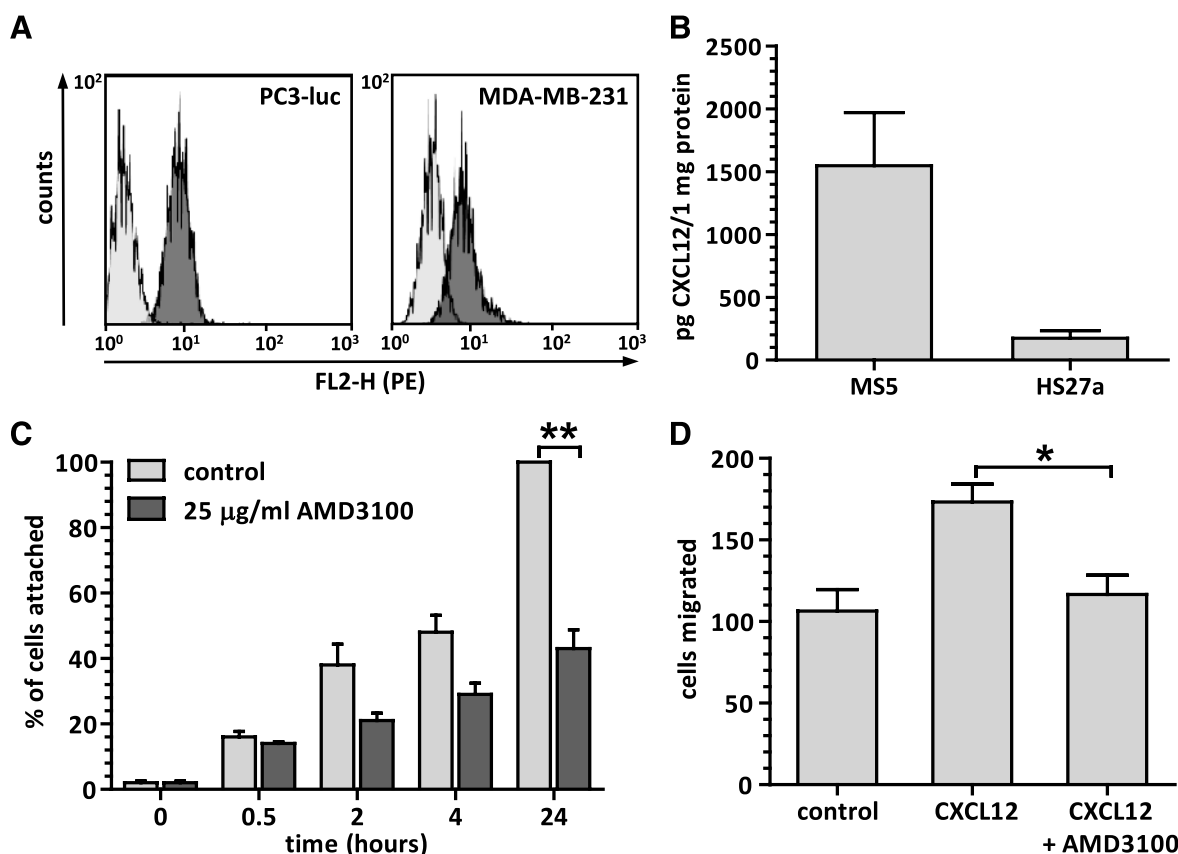 A
10²
PC3-luc
counts
10⁰ 10¹ 10² 10³
10²
MDA-MB-231
10⁰ 10¹ 10² 10³
FL2-H (PE)
B
pg CXCL12/1 mg protein
2500
2000
1500
1000
500
0
MS5 HS27a
C
% of cells attached
100
80
60
40
20
0
control
25 µg/ml AMD3100
**
0 0.5 2 4 24
time (hours)
D
cells migrated
200
150
100
50
0
*
control CXCL12 CXCL12
+ AMD3100